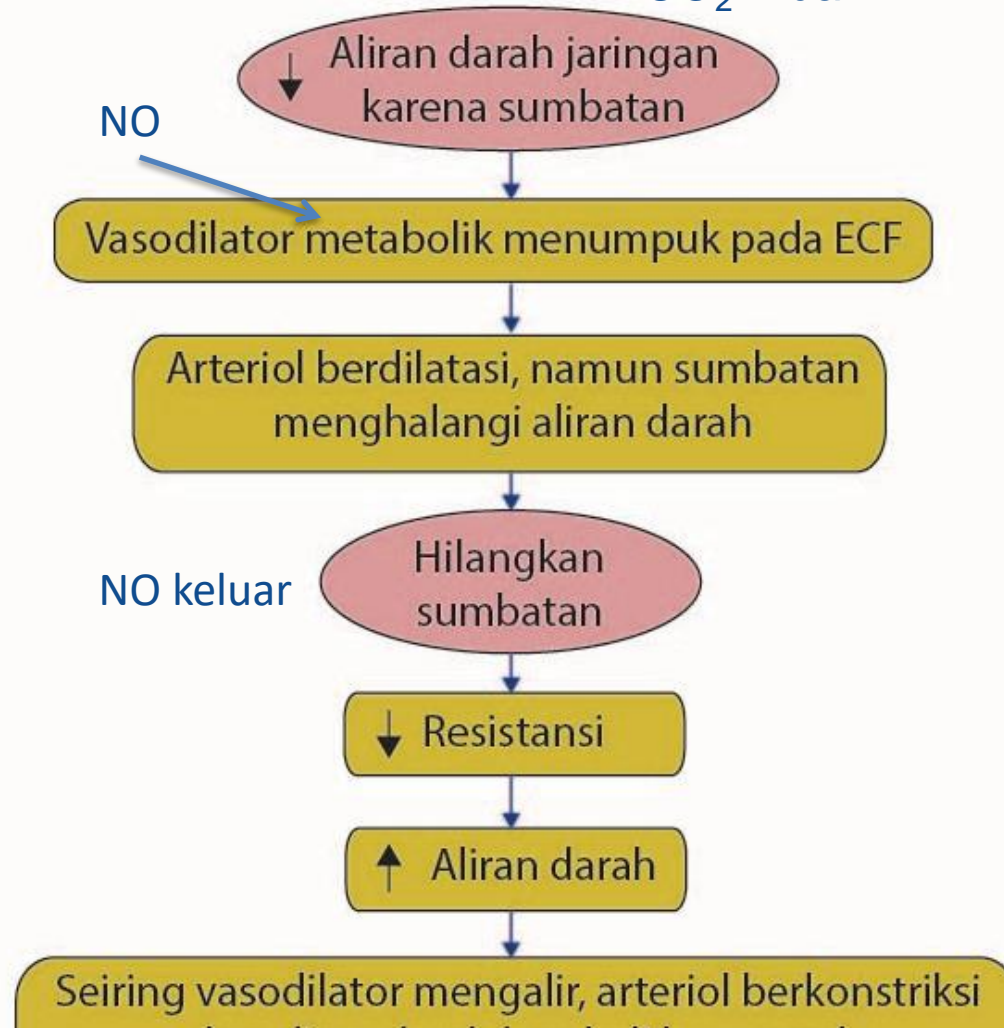 ↓ Aliran darah jaringan
karena sumbatan
NO
Vasodilator metabolik menumpuk pada ECF
Arteriol berdilatasi, namun sumbatan
menghalangi aliran darah
Hilangkan
sumbatan
NO keluar
↓ Resistansi
↑ Aliran darah
Seiring vasodilator mengalir, arteriol berkonstriksi